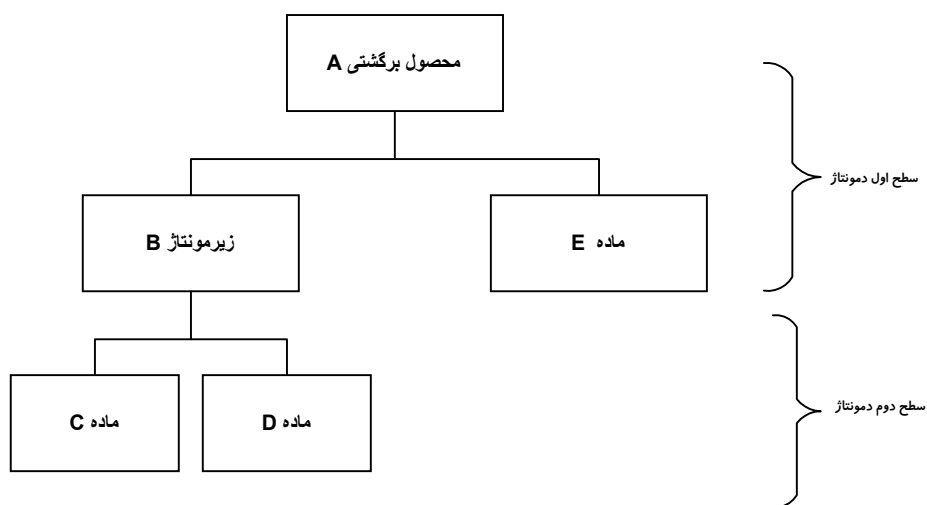 محصول برگشتی A
سطح اول دمونتاژ
زیرمونتاژ B
ماده E
سطح دوم دمونتاژ
ماده C
ماده D